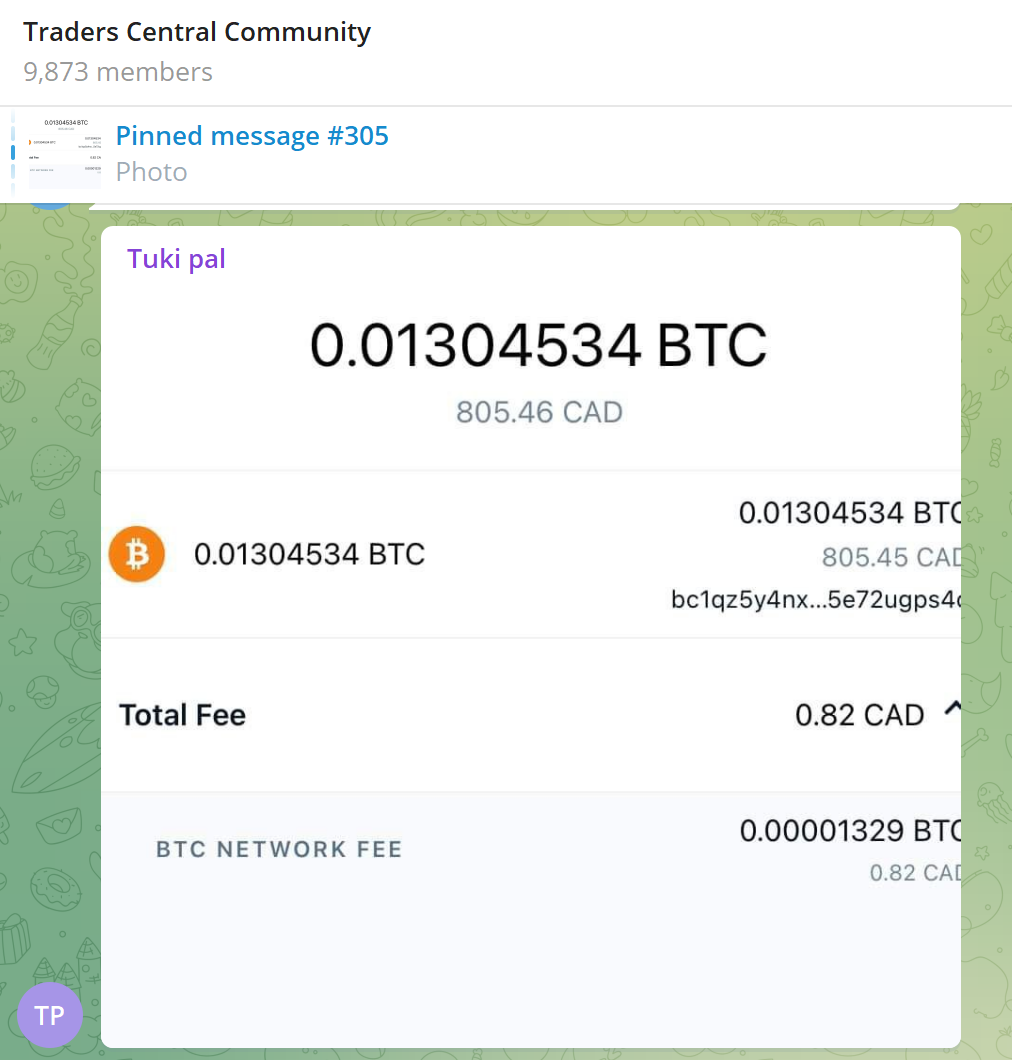 Traders Central Community
9,873 members
Pinned message #305
Photo
Tuki pal
0.01304534 BTC
805.46 CAD
0.01304534 BTC
0.01304534 BTC
805.45 CAD
bc1qz5y4nx...5e72ugps4
Total Fee
0.82 CAD
BTC NETWORK FEE
0.00001329 BTC
0.82 CAD
TP